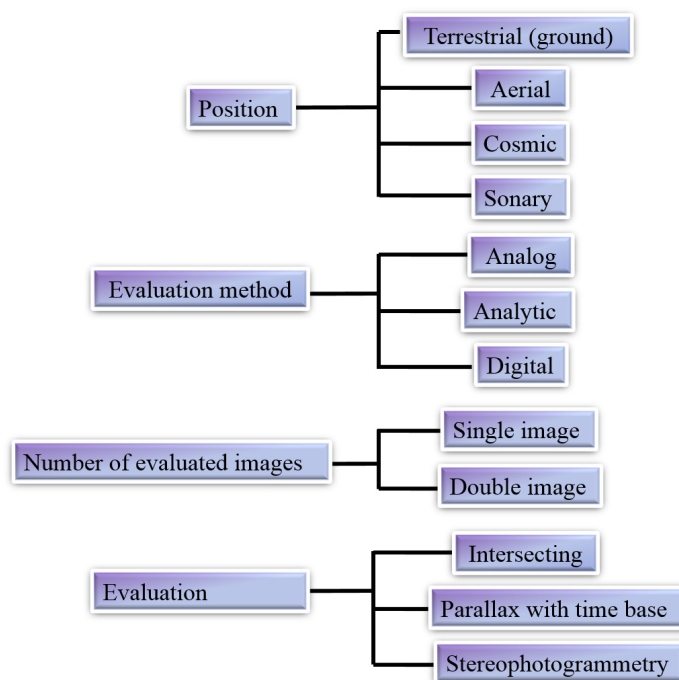 Position
Terrestrial (ground)
Aerial
Cosmic
Sonary
Evaluation method
Analog
Analytic
Digital
Number of evaluated images
Single image
Double image
Evaluation
Intersecting
Parallax with time base
Stereophotogrammetry